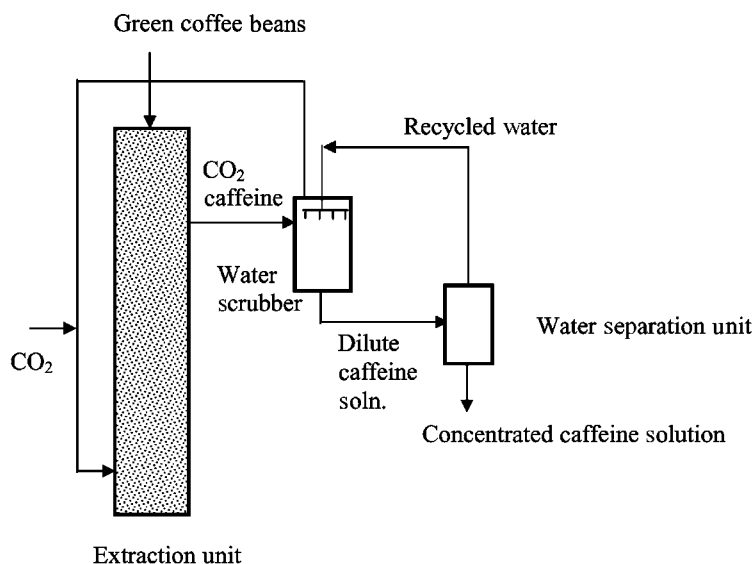 Green coffee beans
Recycled water
CO₂
caffeine
Water
scrubber
Water separation unit
CO₂
Dilute
caffeine
soln.
Concentrated caffeine solution
Extraction unit